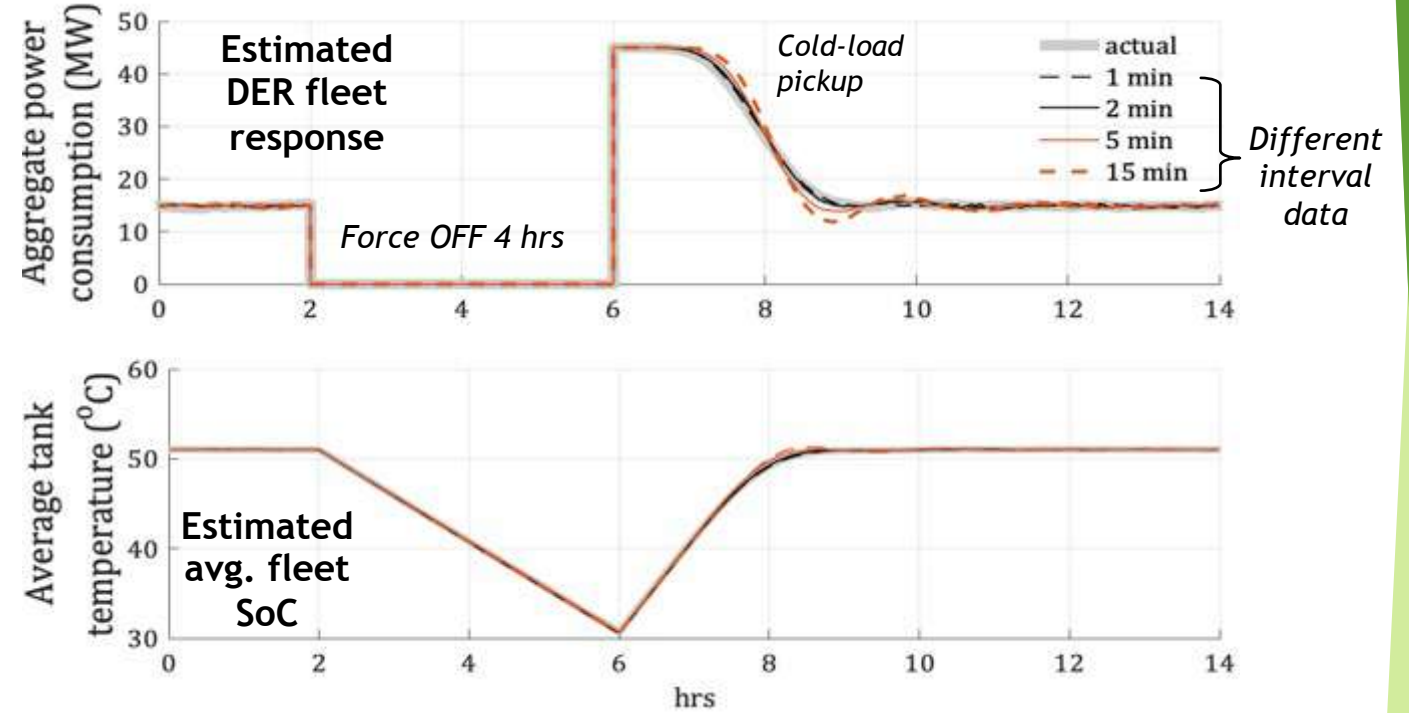 Aggregate power
consumption (MW)
50
40
30
20
10
0
Estimated
DER fleet
response
Force OFF 4 hrs
Cold-load
pickup
actual
1 min
2 min
5 min
15 min
Different
interval
data
0 2 4 6 8 10 12 14
Average tank
temperature (°C)
60
50
40
30
Estimated
avg. fleet
SoC
0 2 4 6 8 10 12 14
hrs